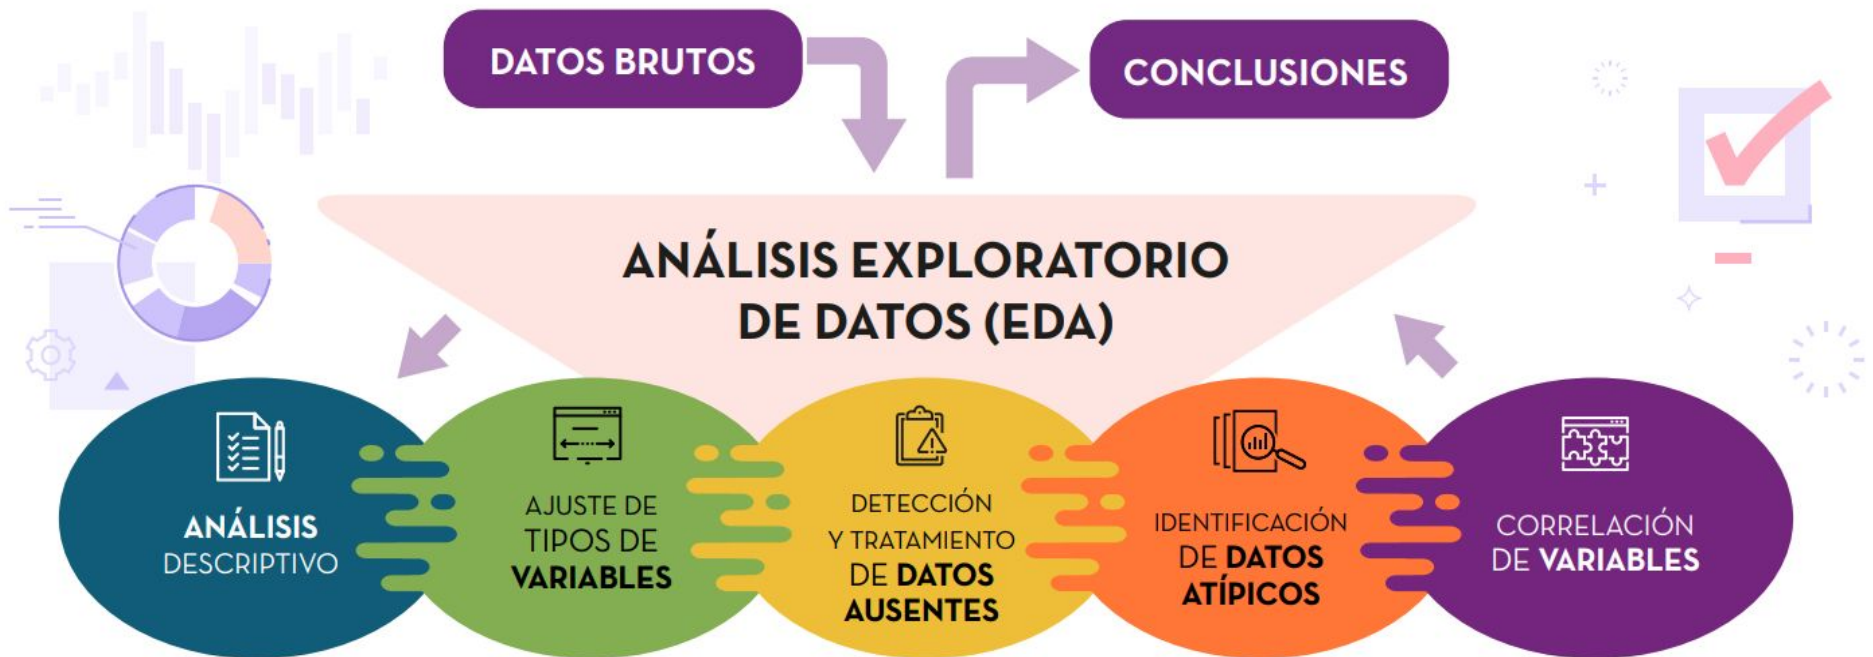 DATOS BRUTOS
CONCLUSIONES
ANÁLISIS EXPLORATORIO
DE DATOS (EDA)
ANÁLISIS
DESCRIPTIVO
AJUSTE DE
TIPOS DE
VARIABLES
DETECCIÓN
Y TRATAMIENTO
DE DATOS
AUSENTES
IDENTIFICACIÓN
DE DATOS
ATÍPICOS
CORRELACIÓN
DE VARIABLES